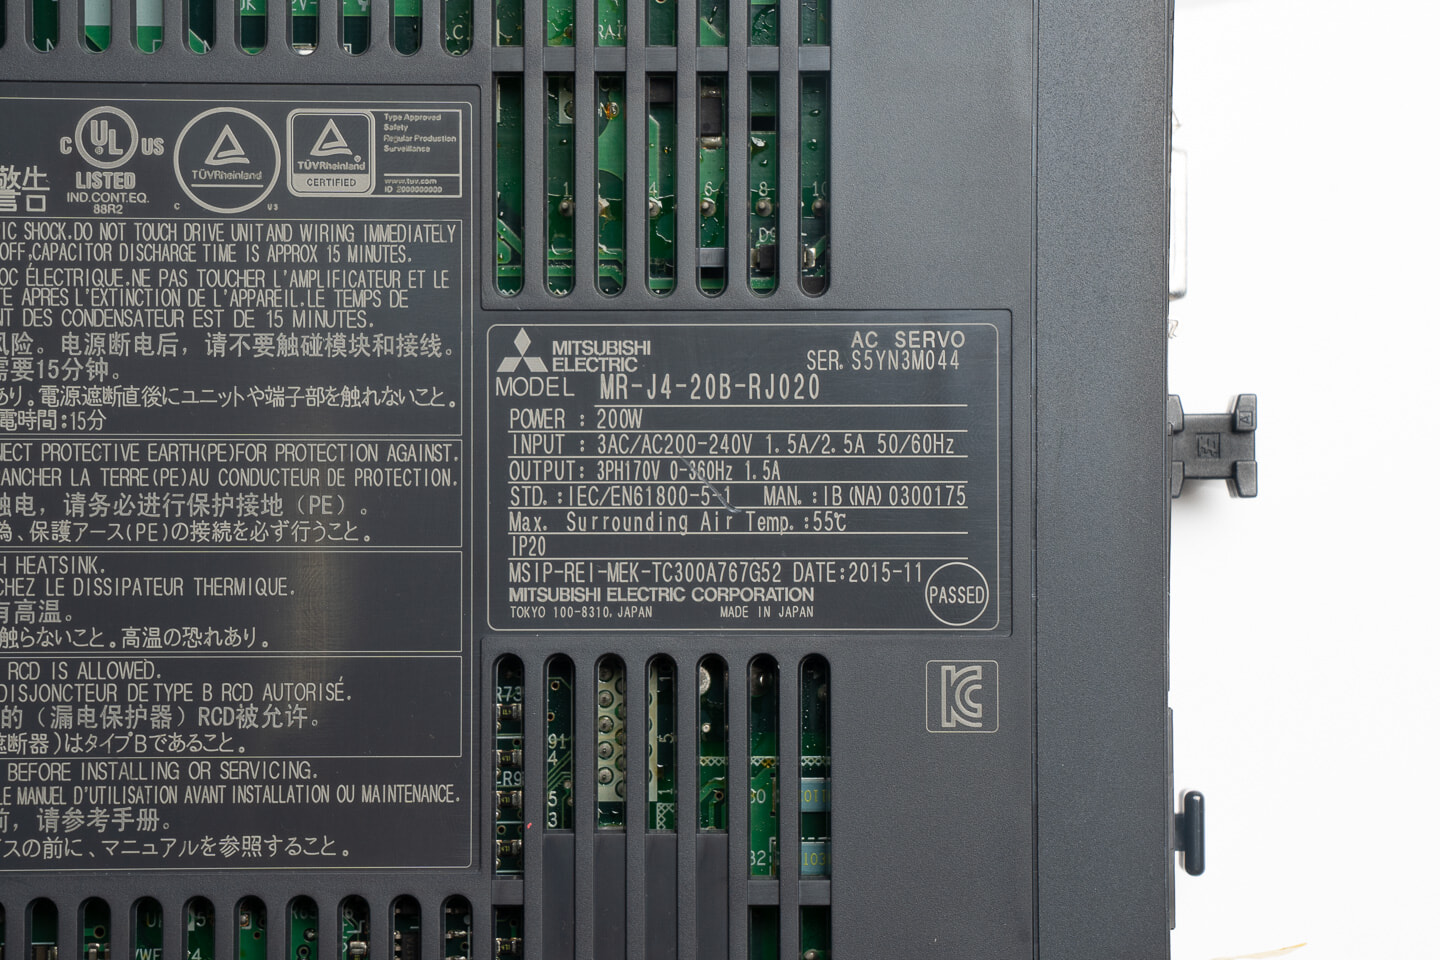 C UL US
LISTED
IND.CONT.EQ.
88R2
TÜVRheinland
C US
TÜVRheinland
CERTIFIED
Type Approved
Safety
Regular Production
Surveillance
www.tuv.com
ID 2000000000
警告
IC SHOCK.DO NOT TOUCH DRIVE UNIT AND WIRING IMMEDIATELY
OFF,CAPACITOR DISCHARGE TIME IS APPROX 15 MINUTES.
OC ÉLECTRIQUE.NE PAS TOUCHER L'AMPLIFICATEUR ET LE
TE APRES L'EXTINCTION DE L'APPAREIL.LE TEMPS DE
NT DES CONDENSATEUR EST DE 15 MINUTES.
风险。电源断电后，请不要触碰模块和接线。
需要15分钟。
あり。電源遮断直後にユニットや端子部を触れないこと。
電時間:15分
NECT PROTECTIVE EARTH(PE)FOR PROTECTION AGAINST.
ANCHER LA TERRE(PE)AU CONDUCTEUR DE PROTECTION.
触电，请务必进行保护接地（PE）。
為、保護アース(PE)の接続を必ず行うこと。
H HEATSINK.
CHEZ LE DISSIPATEUR THERMIQUE.
有高温。
触らないこと。高温の恐れあり。
RCD IS ALLOWED.
DISJONCTEUR DE TYPE B RCD AUTORISÉ.
的（漏电保护器）RCD被允许。
遮断器)はタイプBであること。
BEFORE INSTALLING OR SERVICING.
LE MANUEL D'UTILISATION AVANT INSTALLATION OU MAINTENANCE.
前，请参考手册。
スの前に、マニュアルを参照すること。
MITSUBISHI
ELECTRIC
AC SERVO
SER. S5YN3M044
MODEL MR-J4-20B-RJ020
POWER : 200W
INPUT : 3AC/AC200-240V 1.5A/2.5A 50/60Hz
OUTPUT: 3PH170V 0-360Hz 1.5A
STD.:IEC/EN61800-5-1 MAN.:IB(NA)0300175
Max. Surrounding Air Temp.:55℃
IP20
MSIP-REI-MEK-TC300A767G52 DATE:2015-11
MITSUBISHI ELECTRIC CORPORATION
TOKYO 100-8310, JAPAN MADE IN JAPAN
PASSED
2 4 6 8 10
R73
91
4